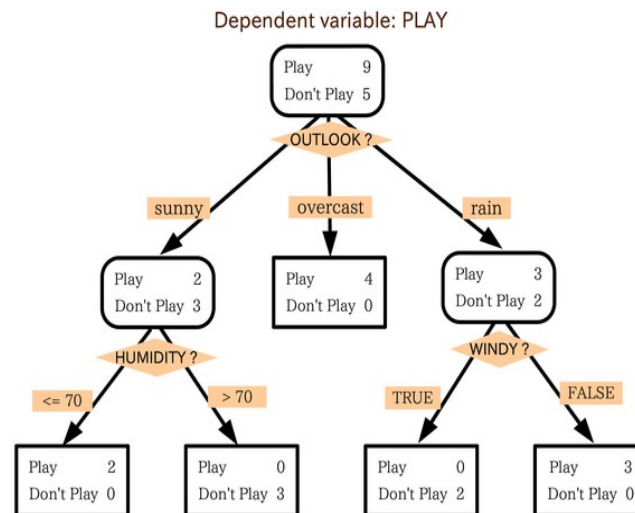 Dependent variable: PLAY
Play 9
Don't Play 5
OUTLOOK ?
sunny
overcast
rain
Play 2
Don't Play 3
Play 4
Don't Play 0
Play 3
Don't Play 2
HUMIDITY ?
WINDY ?
<= 70
> 70
TRUE
FALSE
Play 2
Don't Play 0
Play 0
Don't Play 3
Play 0
Don't Play 2
Play 3
Don't Play 0